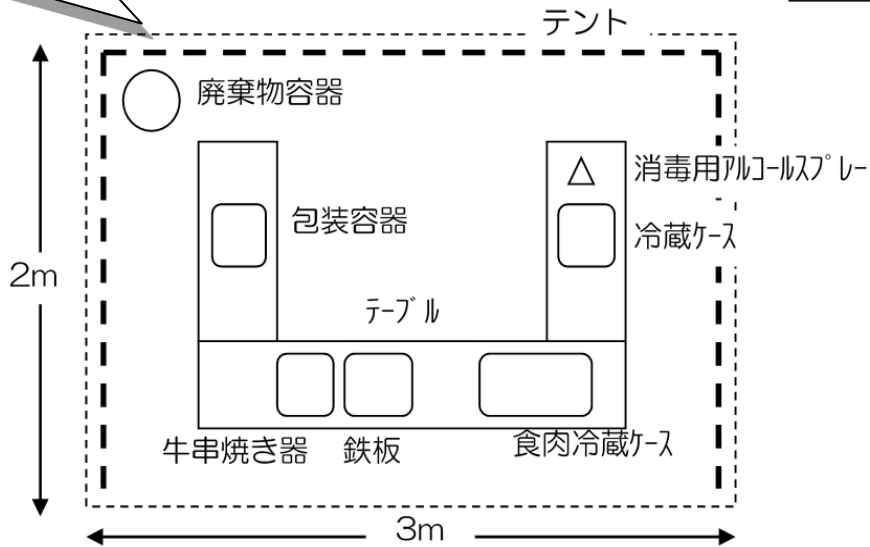 テント
廃棄物容器
消毒用ｱﾙｺｰﾙｽﾌﾟﾚｰ
包装容器
冷蔵ｹｰｽ
2m
ﾃｰﾌﾞﾙ
牛串焼き器
鉄板
食肉冷蔵ｹｰｽ
3m